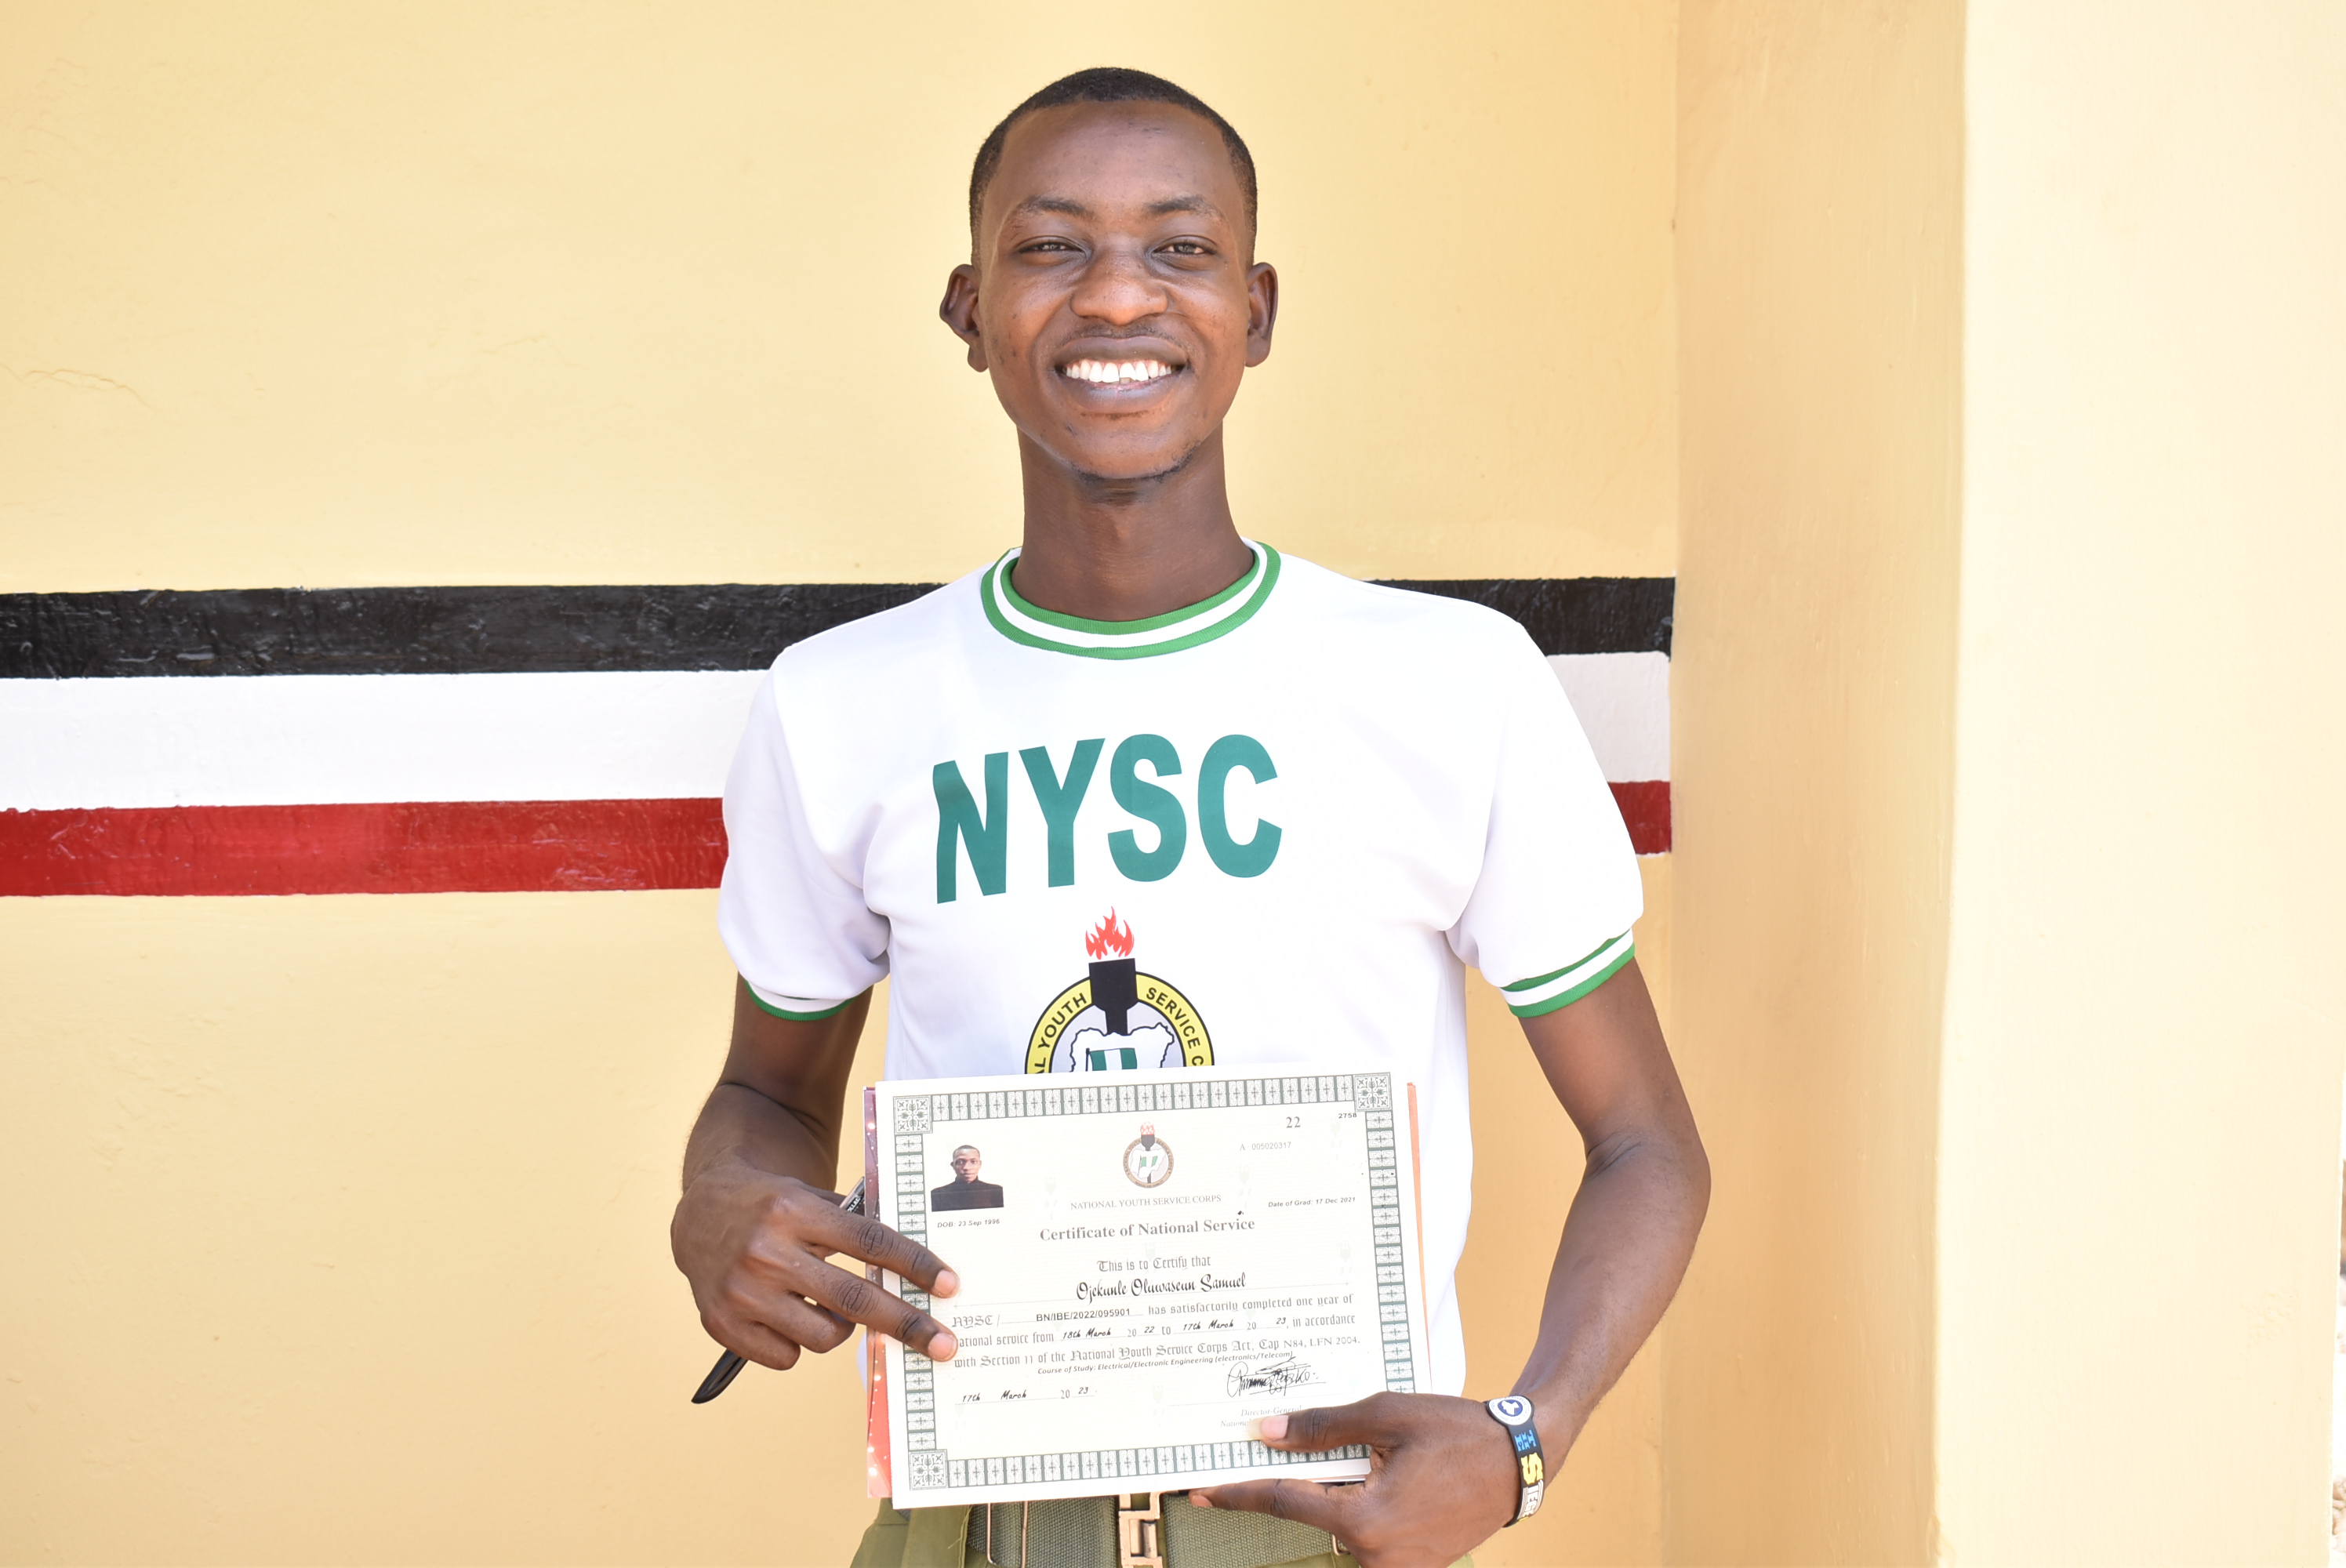 NYSC
AL YOUTH SERVICE C
22
2758
A 005020317
NATIONAL YOUTH SERVICE CORPS
Date of Grad: 17 Dec 2021
DOB: 23 Sep 1996
Certificate of National Service
This is to Certify that
Ojekunle Oluwaseun Samuel
NYSC / BN/IBE/2022/095901 has satisfactorily completed one year of
national service from 18th March 20 22 to 17th March 20 23, in accordance
with Section 11 of the National Youth Service Corps Act, Cap N84, LFN 2004.
Course of Study: Electrical/Electronic Engineering (electronics/Telecom)
17th March 20 23
Director-General
National